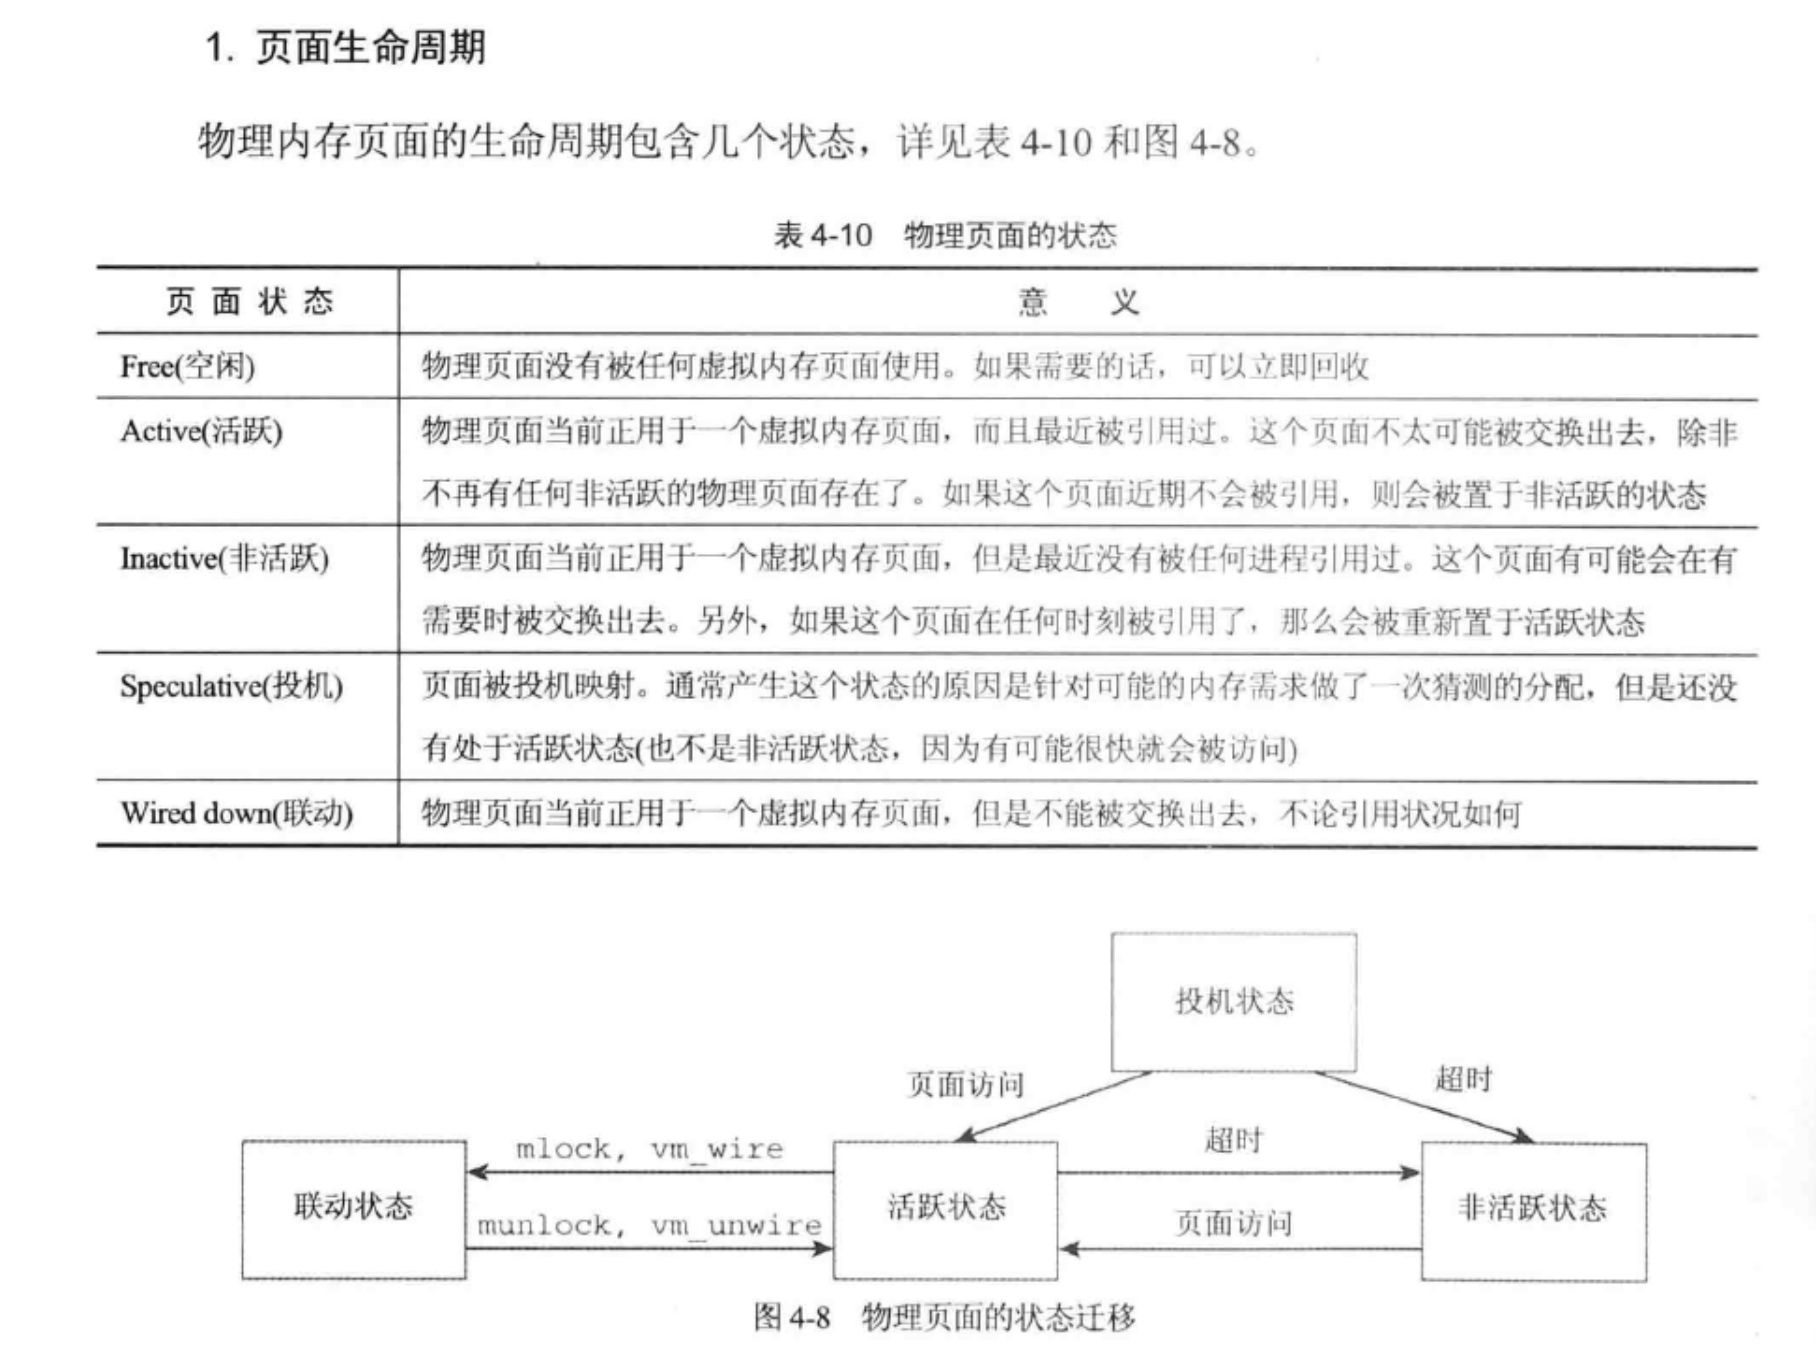 1. 页面生命周期
物理内存页面的生命周期包含几个状态，详见表 4-10 和图 4-8。
表 4-10 物理页面的状态
页 面 状 态 意 义
Free(空闲) 物理页面没有被任何虚拟内存页面使用。如果需要的话，可以立即回收
Active(活跃) 物理页面当前正用于一个虚拟内存页面，而且最近被引用过。这个页面不太可能被交换出去，除非
不再有任何非活跃的物理页面存在了。如果这个页面近期不会被引用，则会被置于非活跃的状态
Inactive(非活跃) 物理页面当前正用于一个虚拟内存页面，但是最近没有被任何进程引用过。这个页面有可能会在有
需要时被交换出去。另外，如果这个页面在任何时刻被引用了，那么会被重新置于活跃状态
Speculative(投机) 页面被投机映射。通常产生这个状态的原因是针对可能的内存需求做了一次猜测的分配，但是还没
有处于活跃状态(也不是非活跃状态，因为有可能很快就会被访问)
Wired down(联动) 物理页面当前正用于一个虚拟内存页面，但是不能被交换出去，不论引用状况如何
投机状态
页面访问 超时
mlock, vm_wire 超时
联动状态 活跃状态 非活跃状态
munlock, vm_unwire 页面访问
图 4-8 物理页面的状态迁移